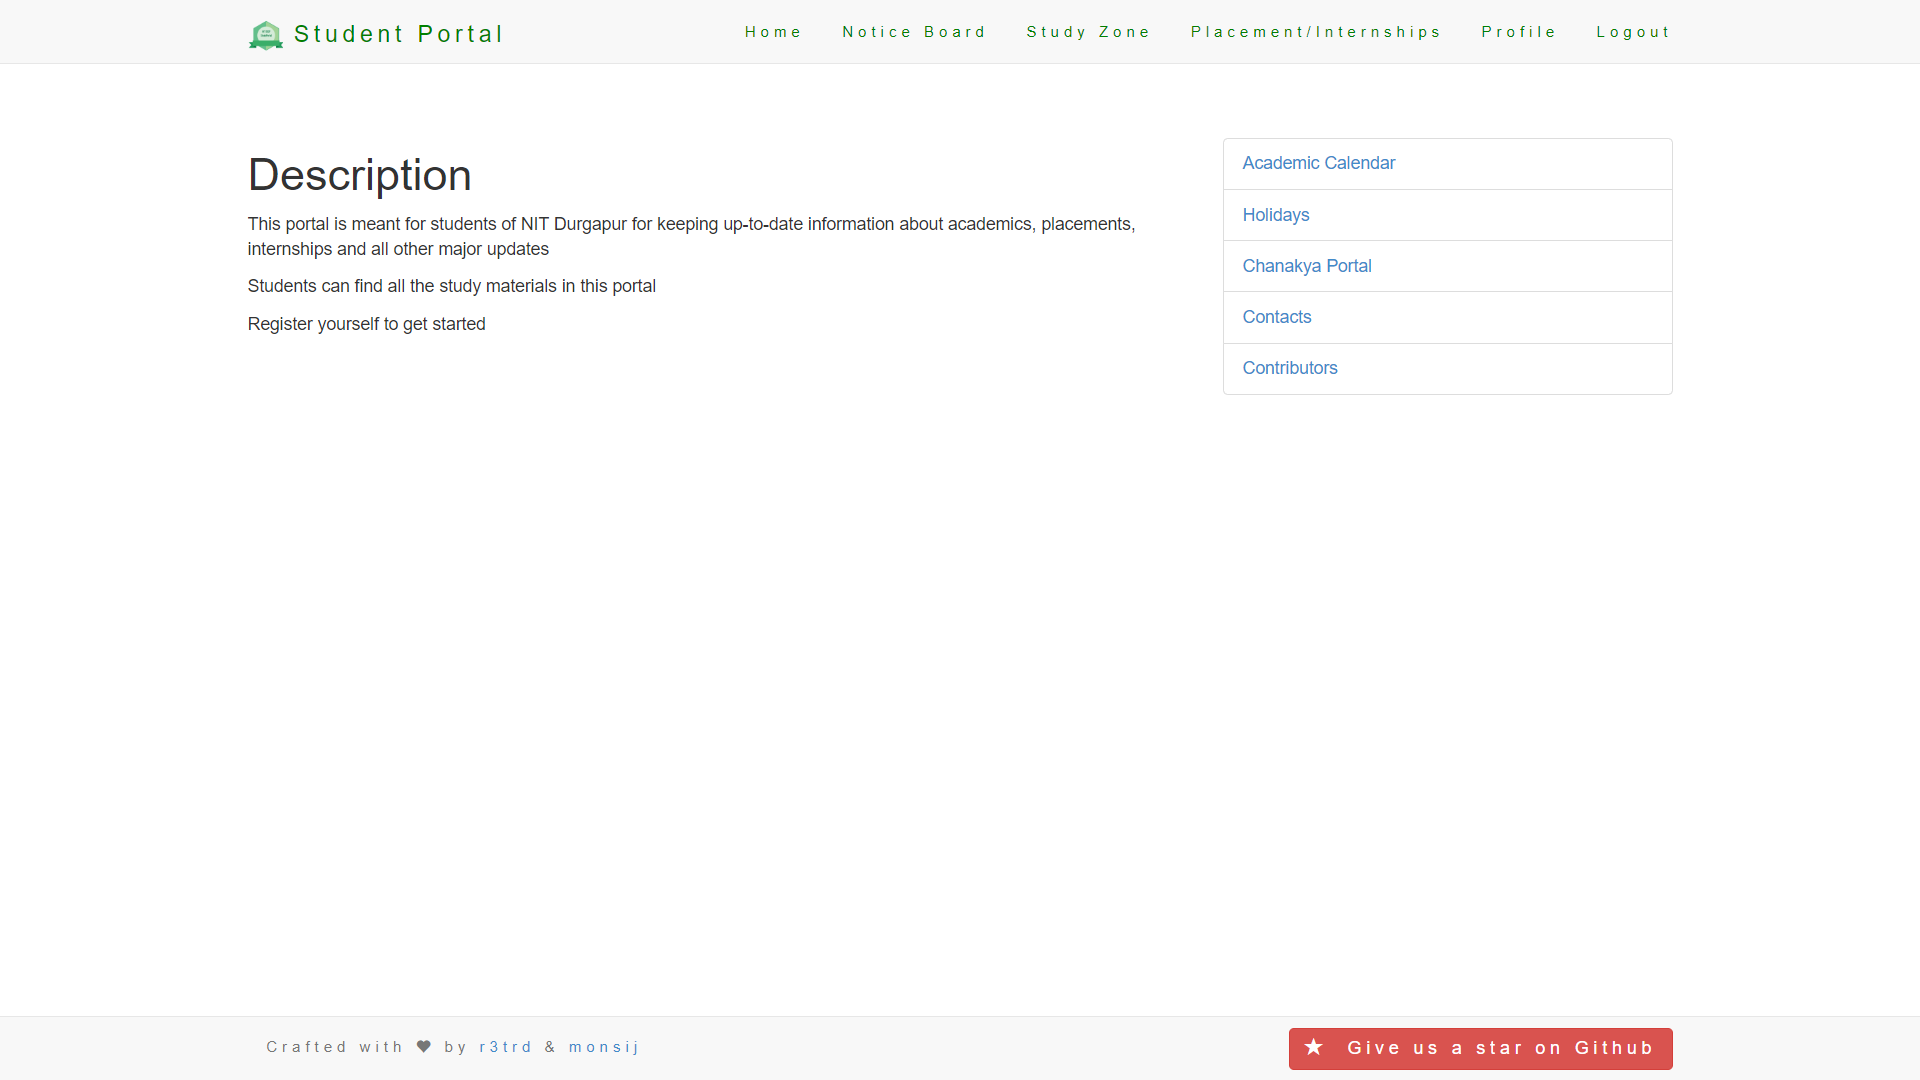 Student Portal
Home
Notice Board
Study Zone
Placement/Internships
Profile
Logout
Description
This portal is meant for students of NIT Durgapur for keeping up-to-date information about academics, placements,
internships and all other major updates
Students can find all the study materials in this portal
Register yourself to get started
Academic Calendar
Holidays
Chanakya Portal
Contacts
Contributors
Crafted with ♥ by r3trd & monsij
★ Give us a star on Github